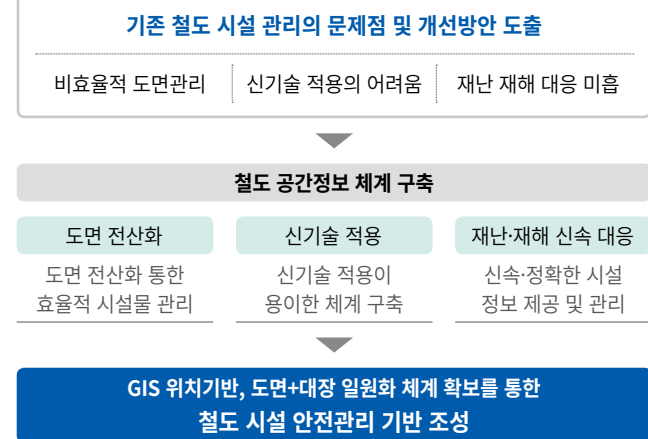 기존 철도 시설 관리의 문제점 및 개선방안 도출
비효율적 도면관리
신기술 적용의 어려움
재난 재해 대응 미흡
철도 공간정보 체계 구축
도면 전산화
도면 전산화 통한
효율적 시설물 관리
신기술 적용
신기술 적용이
용이한 체계 구축
재난·재해 신속 대응
신속·정확한 시설
정보 제공 및 관리
GIS 위치기반, 도면+대장 일원화 체계 확보를 통한
철도 시설 안전관리 기반 조성